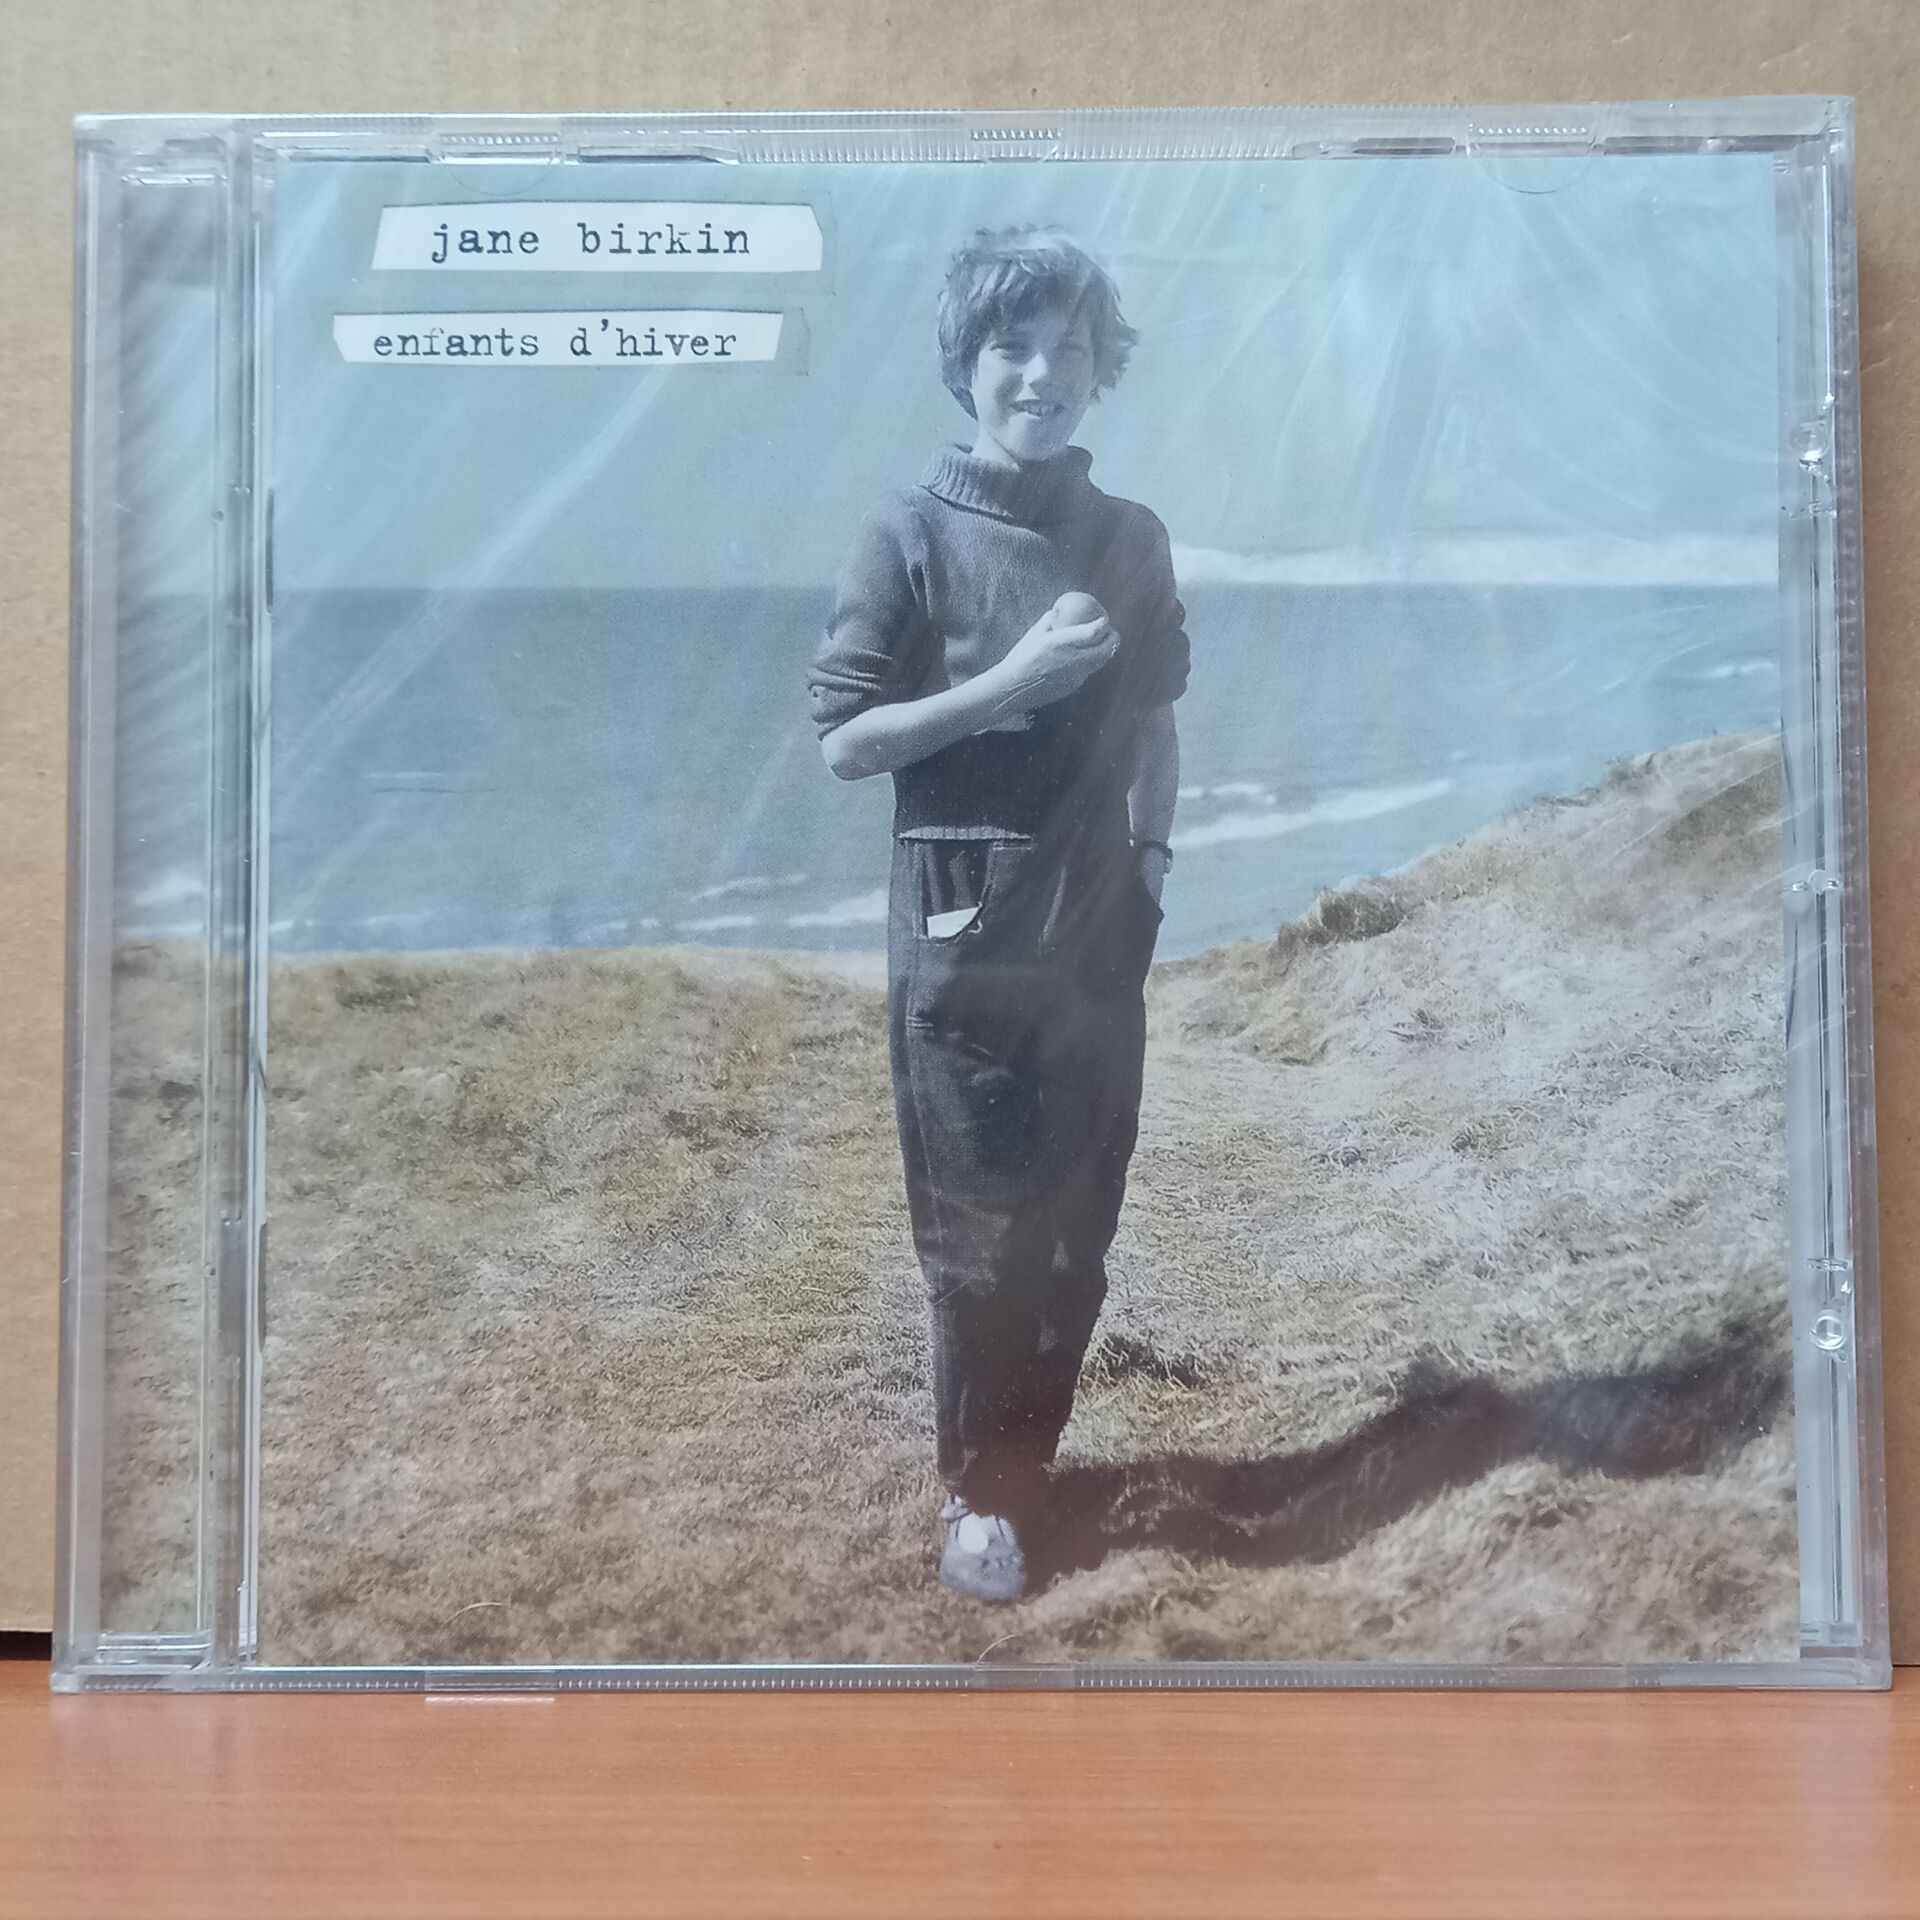 jane birkin
enfants d'hiver